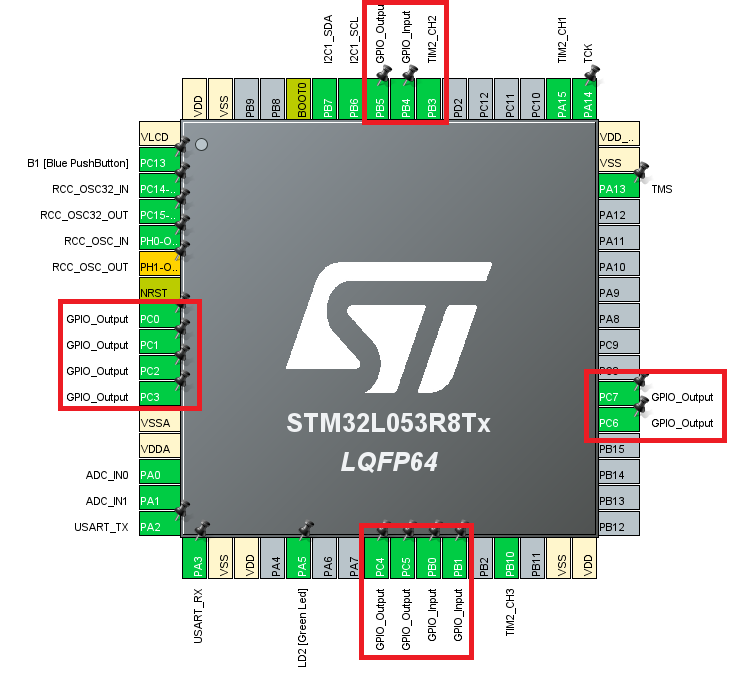 I2C1_SDA
I2C1_SCL
GPIO_Output
GPIO_Input
TIM2_CH2
TIM2_CH1
TCK
VDD
VSS
PB9
PB8
BOOT0
PB7
PB6
PB5
PB4
PB3
PD2
PC12
PC11
PC10
PA15
PA14
VLCD
B1 [Blue PushButton] PC13
RCC_OSC32_IN PC14-..
RCC_OSC32_OUT PC15-..
RCC_OSC_IN PH0-O..
RCC_OSC_OUT PH1-O..
NRST
GPIO_Output PC0
GPIO_Output PC1
GPIO_Output PC2
GPIO_Output PC3
VSSA
VDDA
ADC_IN0 PA0
ADC_IN1 PA1
USART_TX PA2
ST
STM32L053R8Tx
LQFP64
VDD_..
VSS
PA13 TMS
PA12
PA11
PA10
PA9
PA8
PC9
PC7 GPIO_Output
PC6 GPIO_Output
PB15
PB14
PB13
PB12
PA3
VSS
VDD
PA4
PA5
PA6
PA7
PC4
PC5
PB0
PB1
PB2
PB10
PB11
VSS
VDD
USART_RX
LD2 [Green Led]
GPIO_Output
GPIO_Output
GPIO_Input
GPIO_Input
TIM2_CH3